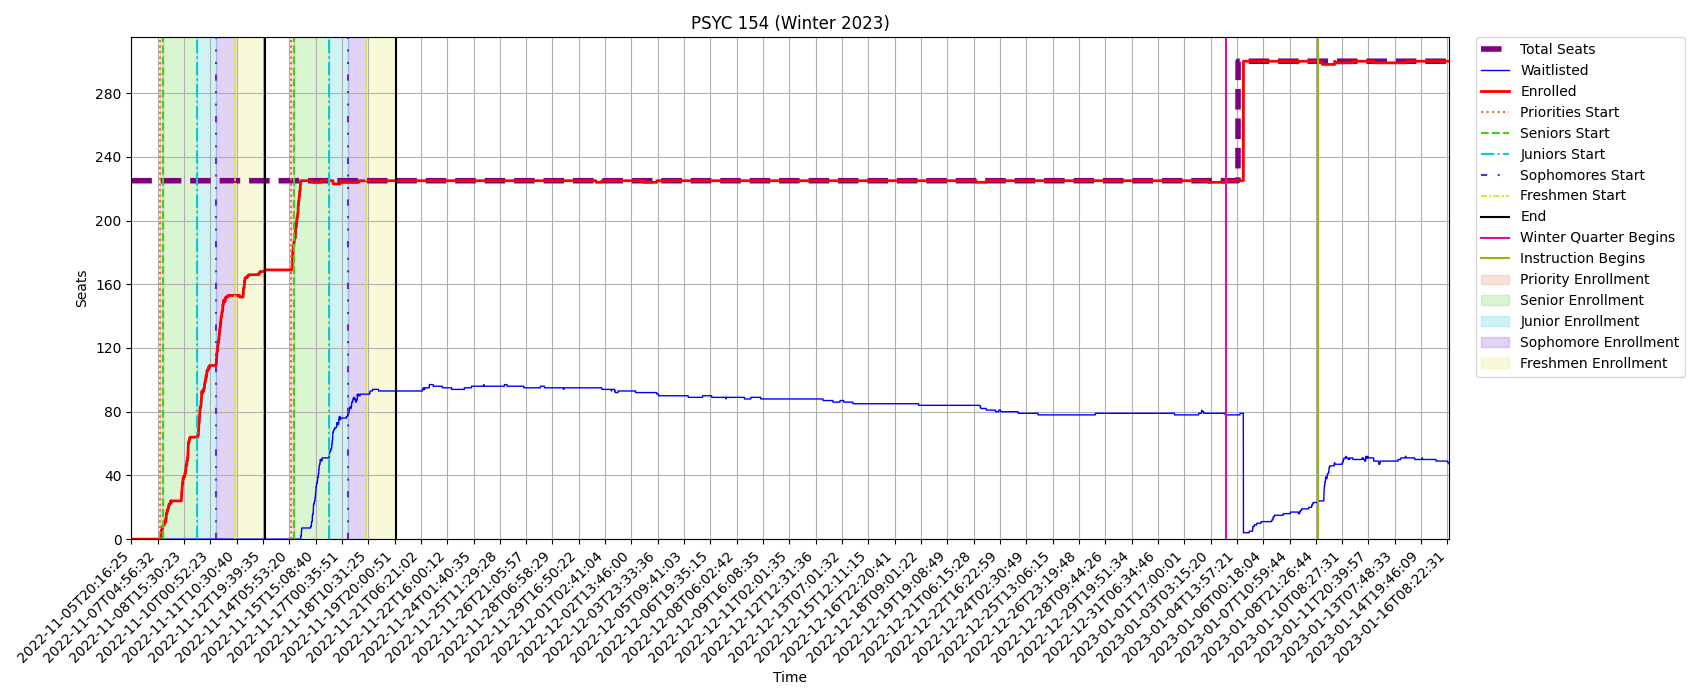 PSYC 154 (Winter 2023)
Seats
280
240
200
160
120
80
40
0
2022-11-05T20:16:25
2022-11-07T04:56:32
2022-11-08T15:30:23
2022-11-10T00:52:23
2022-11-11T10:30:40
2022-11-12T19:39:35
2022-11-14T05:53:20
2022-11-15T15:08:40
2022-11-17T00:35:51
2022-11-18T10:31:25
2022-11-19T20:00:51
2022-11-21T06:21:02
2022-11-22T16:00:12
2022-11-24T01:40:35
2022-11-25T11:29:28
2022-11-26T21:05:57
2022-11-28T06:58:29
2022-11-29T16:50:22
2022-12-01T02:41:04
2022-12-02T13:46:00
2022-12-03T23:33:36
2022-12-05T09:41:03
2022-12-06T19:35:15
2022-12-08T06:02:42
2022-12-09T16:08:35
2022-12-11T02:01:35
2022-12-12T12:31:36
2022-12-13T07:01:32
2022-12-15T12:11:15
2022-12-16T22:20:41
2022-12-18T09:01:22
2022-12-19T19:08:49
2022-12-21T06:15:28
2022-12-22T16:22:59
2022-12-24T02:30:49
2022-12-25T13:06:15
2022-12-26T23:19:48
2022-12-28T09:44:26
2022-12-29T19:51:34
2022-12-31T06:34:46
2023-01-01T17:00:01
2023-01-03T03:15:20
2023-01-04T13:57:21
2023-01-06T00:18:04
2023-01-07T10:59:44
2023-01-08T21:26:44
2023-01-10T08:27:31
2023-01-11T20:39:57
2023-01-13T07:48:33
2023-01-14T19:46:09
2023-01-16T08:22:31
Time
Total Seats
Waitlisted
Enrolled
Priorities Start
Seniors Start
Juniors Start
Sophomores Start
Freshmen Start
End
Winter Quarter Begins
Instruction Begins
Priority Enrollment
Senior Enrollment
Junior Enrollment
Sophomore Enrollment
Freshmen Enrollment